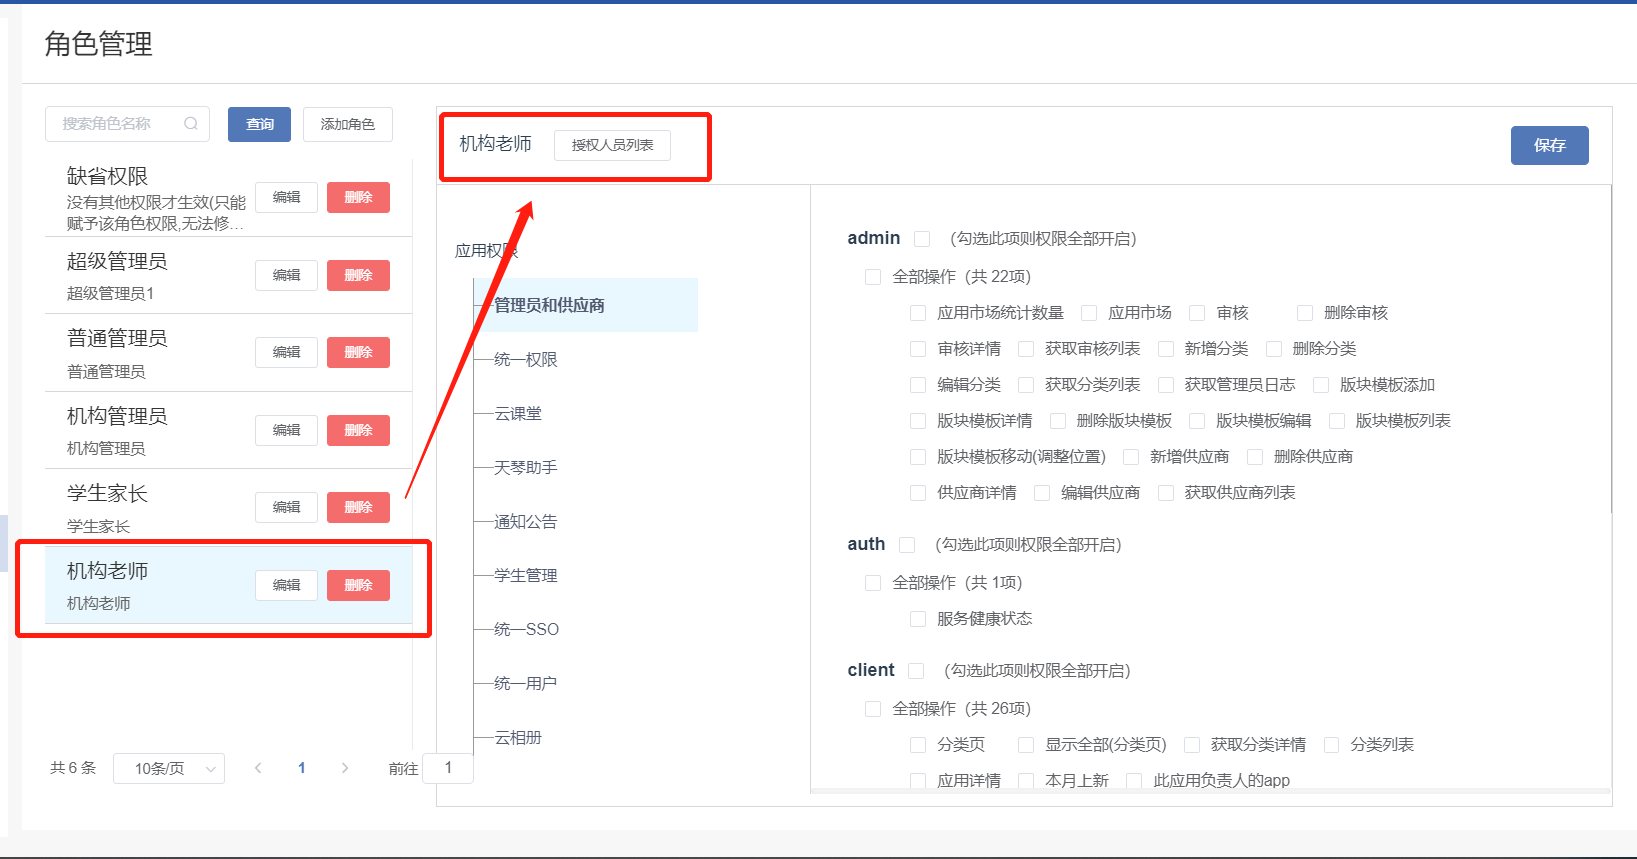 角色管理
搜索角色名称
查询
添加角色
缺省权限
没有其他权限才生效(只能
赋予该角色权限,无法修...
编辑
删除
超级管理员
超级管理员1
编辑
删除
普通管理员
普通管理员
编辑
删除
机构管理员
机构管理员
编辑
删除
学生家长
学生家长
编辑
删除
机构老师
机构老师
编辑
删除
共 6 条
10条/页
1
前往
1
机构老师
授权人员列表
保存
应用权限
管理员和供应商
统一权限
云课堂
天琴助手
通知公告
学生管理
统一SSO
统一用户
云相册
admin (勾选此项则权限全部开启)
全部操作 (共 22项)
应用市场统计数量 应用市场 审核 删除审核
审核详情 获取审核列表 新增分类 删除分类
编辑分类 获取分类列表 获取管理员日志 版块模板添加
版块模板详情 删除版块模板 版块模板编辑 版块模板列表
版块模板移动(调整位置) 新增供应商 删除供应商
供应商详情 编辑供应商 获取供应商列表
auth (勾选此项则权限全部开启)
全部操作 (共 1项)
服务健康状态
client (勾选此项则权限全部开启)
全部操作 (共 26项)
分类页 显示全部(分类页) 获取分类详情 分类列表
应用详情 本月上新 此应用负责人的app